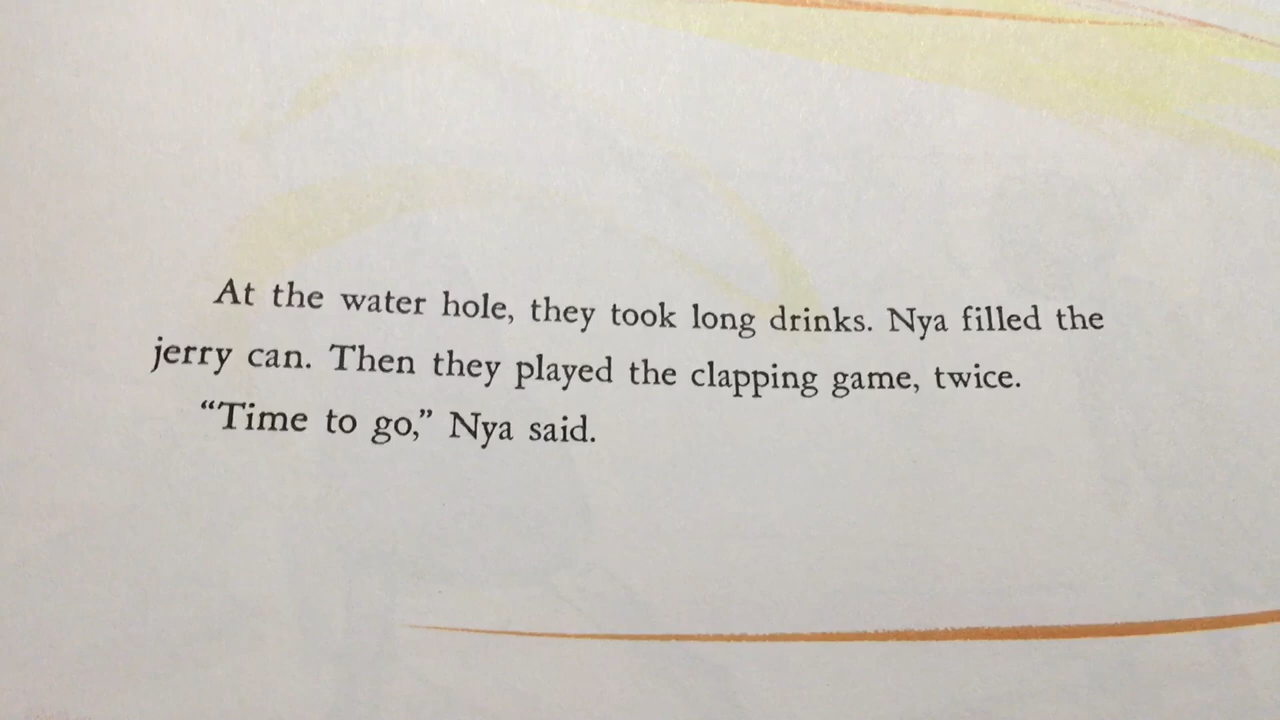 At the water hole, they took long drinks. Nya filled the
jerry can. Then they played the clapping game, twice.
“Time to go,” Nya said.